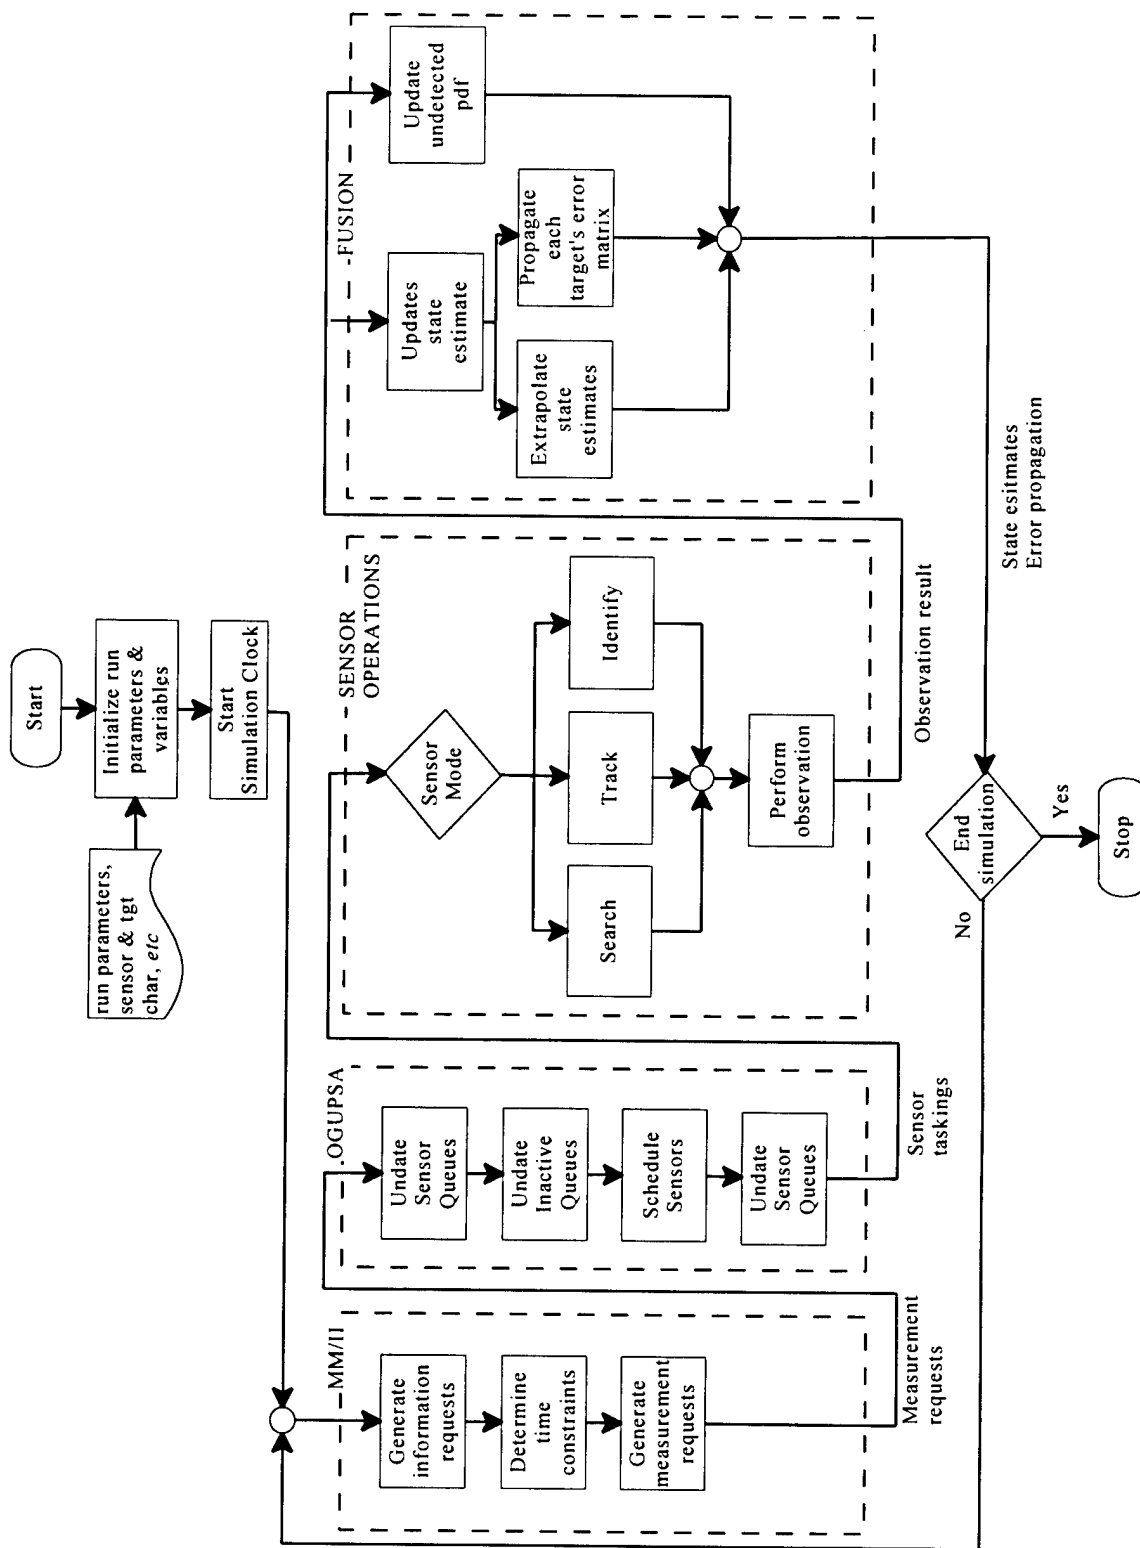 Start
run parameters,
sensor & tgt
char, etc
Initialize run
parameters &
variables
Start
Simulation Clock
MM/II
Generate
information
requests
Determine
time
constraints
Generate
measurement
requests
Measurement
requests
OGUPSA
Undate
Sensor
Queues
Undate
Inactive
Queues
Schedule
Sensors
Undate
Sensor
Queues
Sensor
taskings
SENSOR
OPERATIONS
Sensor
Mode
Search
Track
Identify
Perform
observation
Observation result
FUSION
Updates
state
estimate
Update
undetected
pdf
Extrapolate
state
estimates
Propagate
each
target's error
matrix
State esitmates
Error propagation
End
simulation
No
Yes
Stop